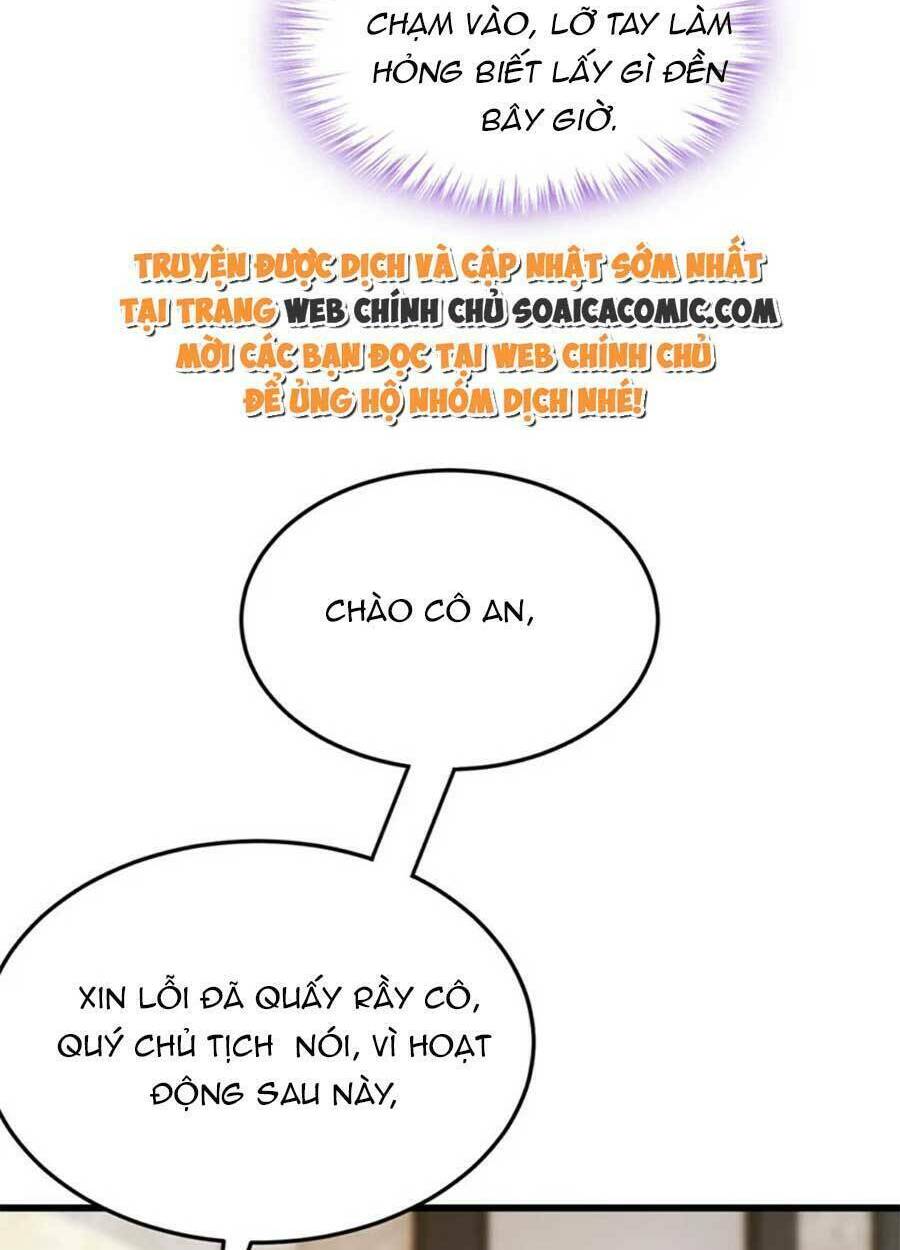 CHẠM VÀO, LỠ TAY LÀM
HỎNG BIẾT LẤY GÌ ĐỀN
BÂY GIỜ.
TRUYỆN ĐƯỢC DỊCH VÀ CẬP NHẬT SỚM NHẤT
TẠI TRANG WEB CHÍNH CHỦ SOAICACOMIC.COM
MỜI CÁC BẠN ĐỌC TẠI WEB CHÍNH CHỦ
ĐỂ ỦNG HỘ NHÓM DỊCH NHÉ!
CHÀO CÔ AN,
XIN LỖI ĐÃ QUẤY RẦY CÔ,
QUÝ CHỦ TỊCH NÓI, VÌ HOẠT
ĐỘNG SAU NÀY,